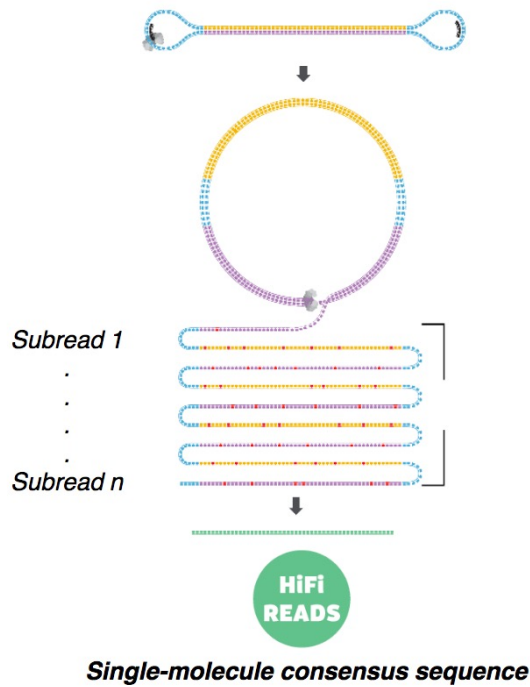 Subread 1
.
.
.
.
Subread n
HiFi
READS
Single-molecule consensus sequence